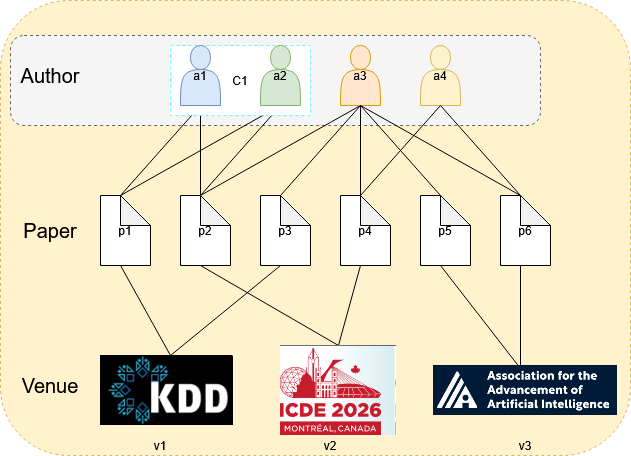 Author
a1
C1
a2
a3
a4
Paper
p1
p2
p3
p4
p5
p6
Venue
KDD
ICDE 2026
MONTRÉAL, CANADA
Association for the
Advancement of
Artificial Intelligence
v1
v2
v3